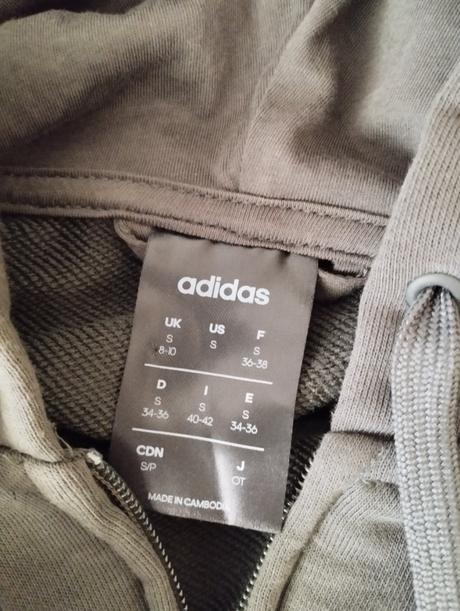 adidas
UK US F
S S S
8-10 36-38
D I E
S S S
34-36 40-42 34-36
CDN J
S/P OT
MADE IN CAMBODIA